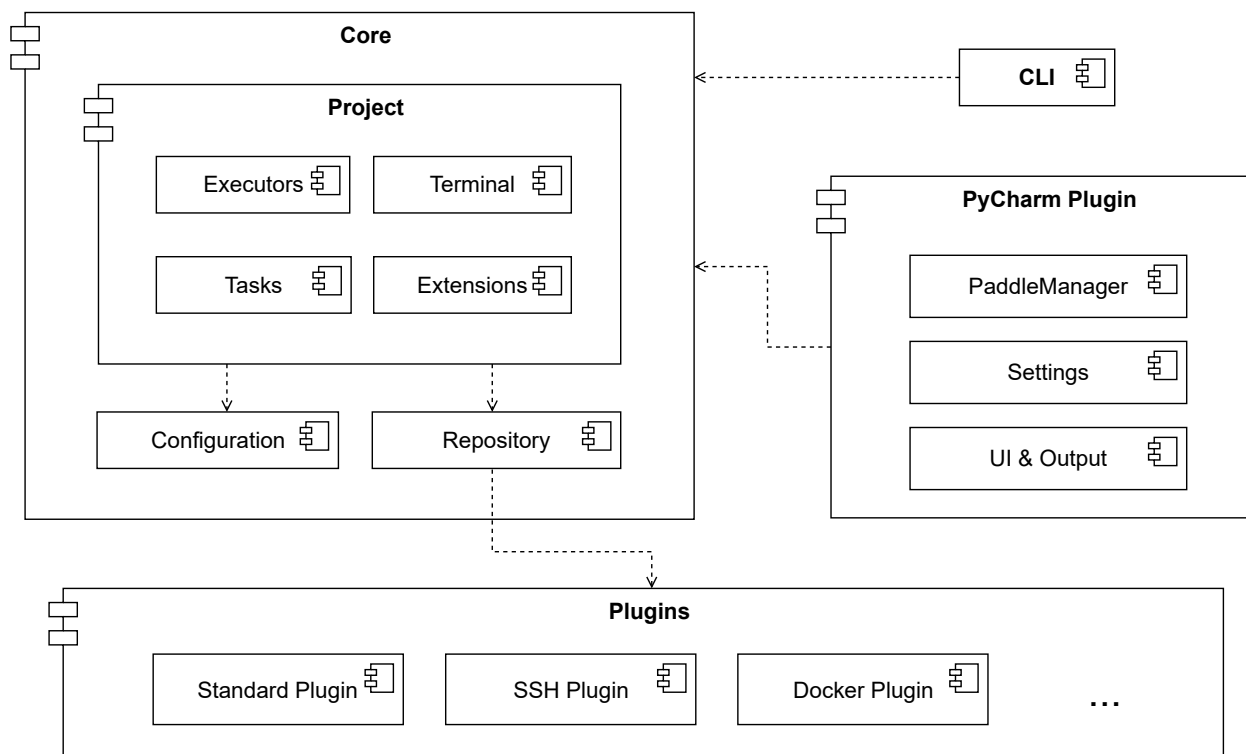 Core
CLI
Project
Executors
Terminal
Tasks
Extensions
Configuration
Repository
PyCharm Plugin
PaddleManager
Settings
UI & Output
Plugins
Standard Plugin
SSH Plugin
Docker Plugin
...